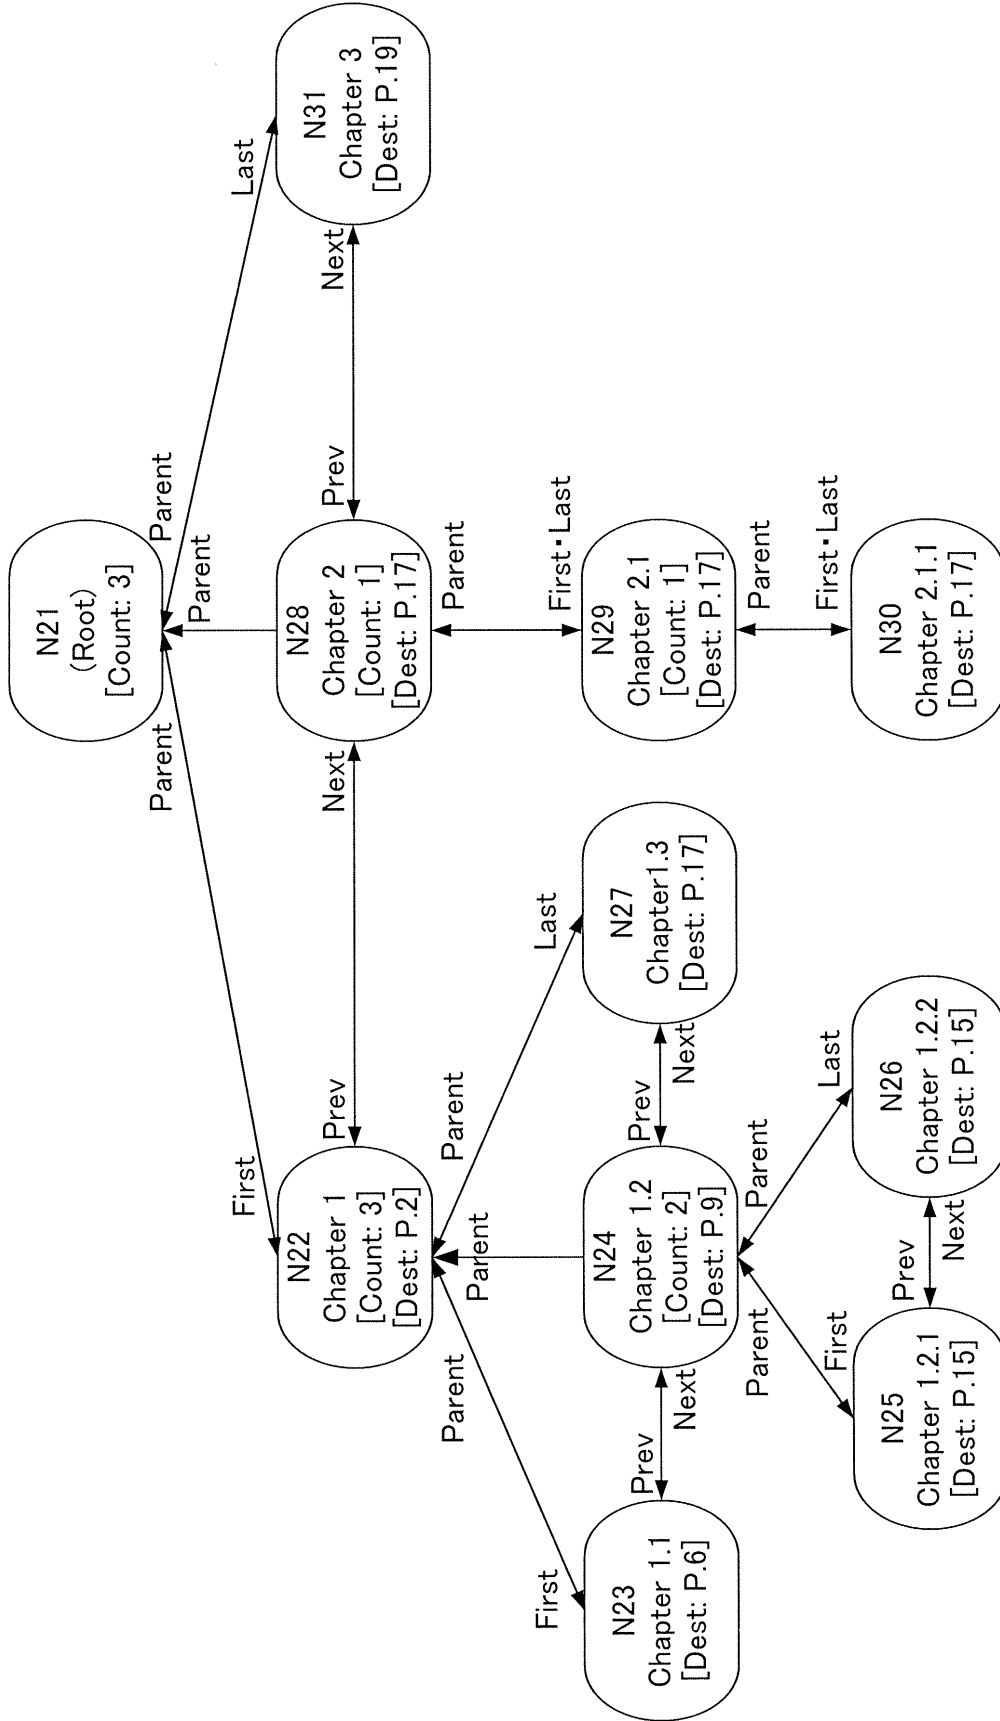 N21
(Root)
[Count: 3]
Parent
Parent
Parent
First
Last
N22
Chapter 1
[Count: 3]
[Dest: P.2]
Prev
Next
N28
Chapter 2
[Count: 1]
[Dest: P.17]
Prev
Next
N31
Chapter 3
[Dest: P.19]
Parent
Parent
Parent
Parent
First
Last
First・Last
N23
Chapter 1.1
[Dest: P.6]
Prev
Next
N24
Chapter 1.2
[Count: 2]
[Dest: P.9]
Prev
Next
N27
Chapter1.3
[Dest: P.17]
N29
Chapter 2.1
[Count: 1]
[Dest: P.17]
Parent
Parent
Parent
First
Last
First・Last
N25
Chapter 1.2.1
[Dest: P.15]
Prev
Next
N26
Chapter 1.2.2
[Dest: P.15]
N30
Chapter 2.1.1
[Dest: P.17]